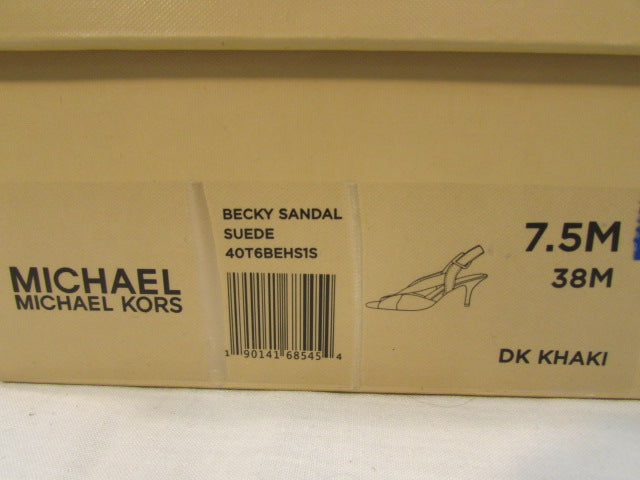 MICHAEL
MICHAEL KORS
BECKY SANDAL
SUEDE
40T6BEHS1S
1 90141 68545 4
7.5M
38M
DK KHAKI